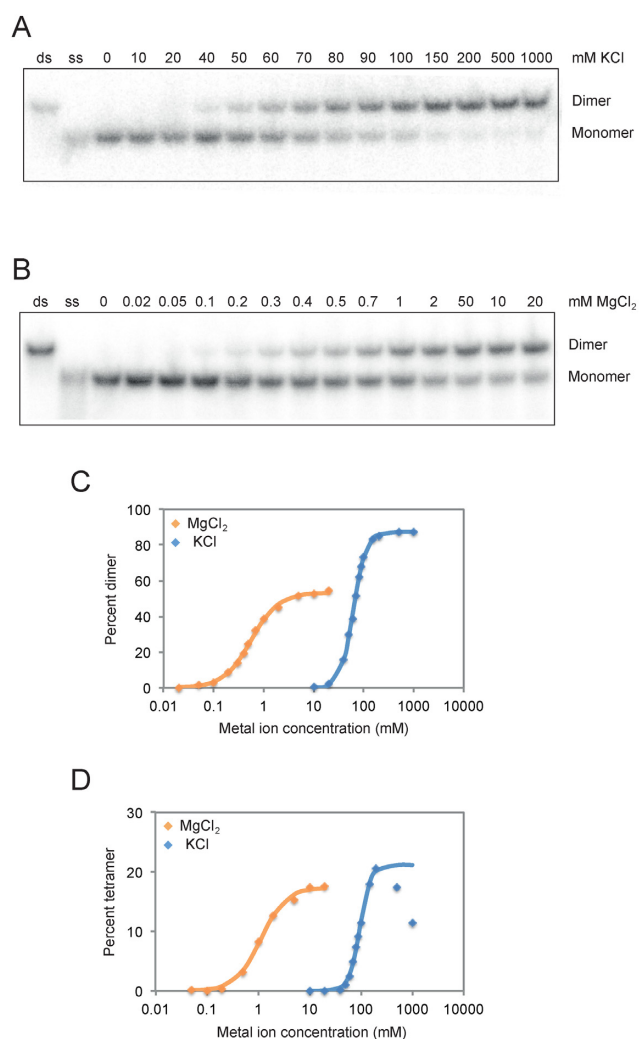 A
ds ss 0 10 20 40 50 60 70 80 90 100 150 200 500 1000 mM KCl
Dimer
Monomer
B
ds ss 0 0.02 0.05 0.1 0.2 0.3 0.4 0.5 0.7 1 2 50 10 20 mM MgCl₂
Dimer
Monomer
C
100
80
60
40
20
0
Percent dimer
MgCl₂
KCl
0.01 0.1 1 10 100 1000 10000
Metal ion concentration (mM)
D
30
20
10
0
Percent tetramer
MgCl₂
KCl
0.01 0.1 1 10 100 1000 10000
Metal ion concentration (mM)